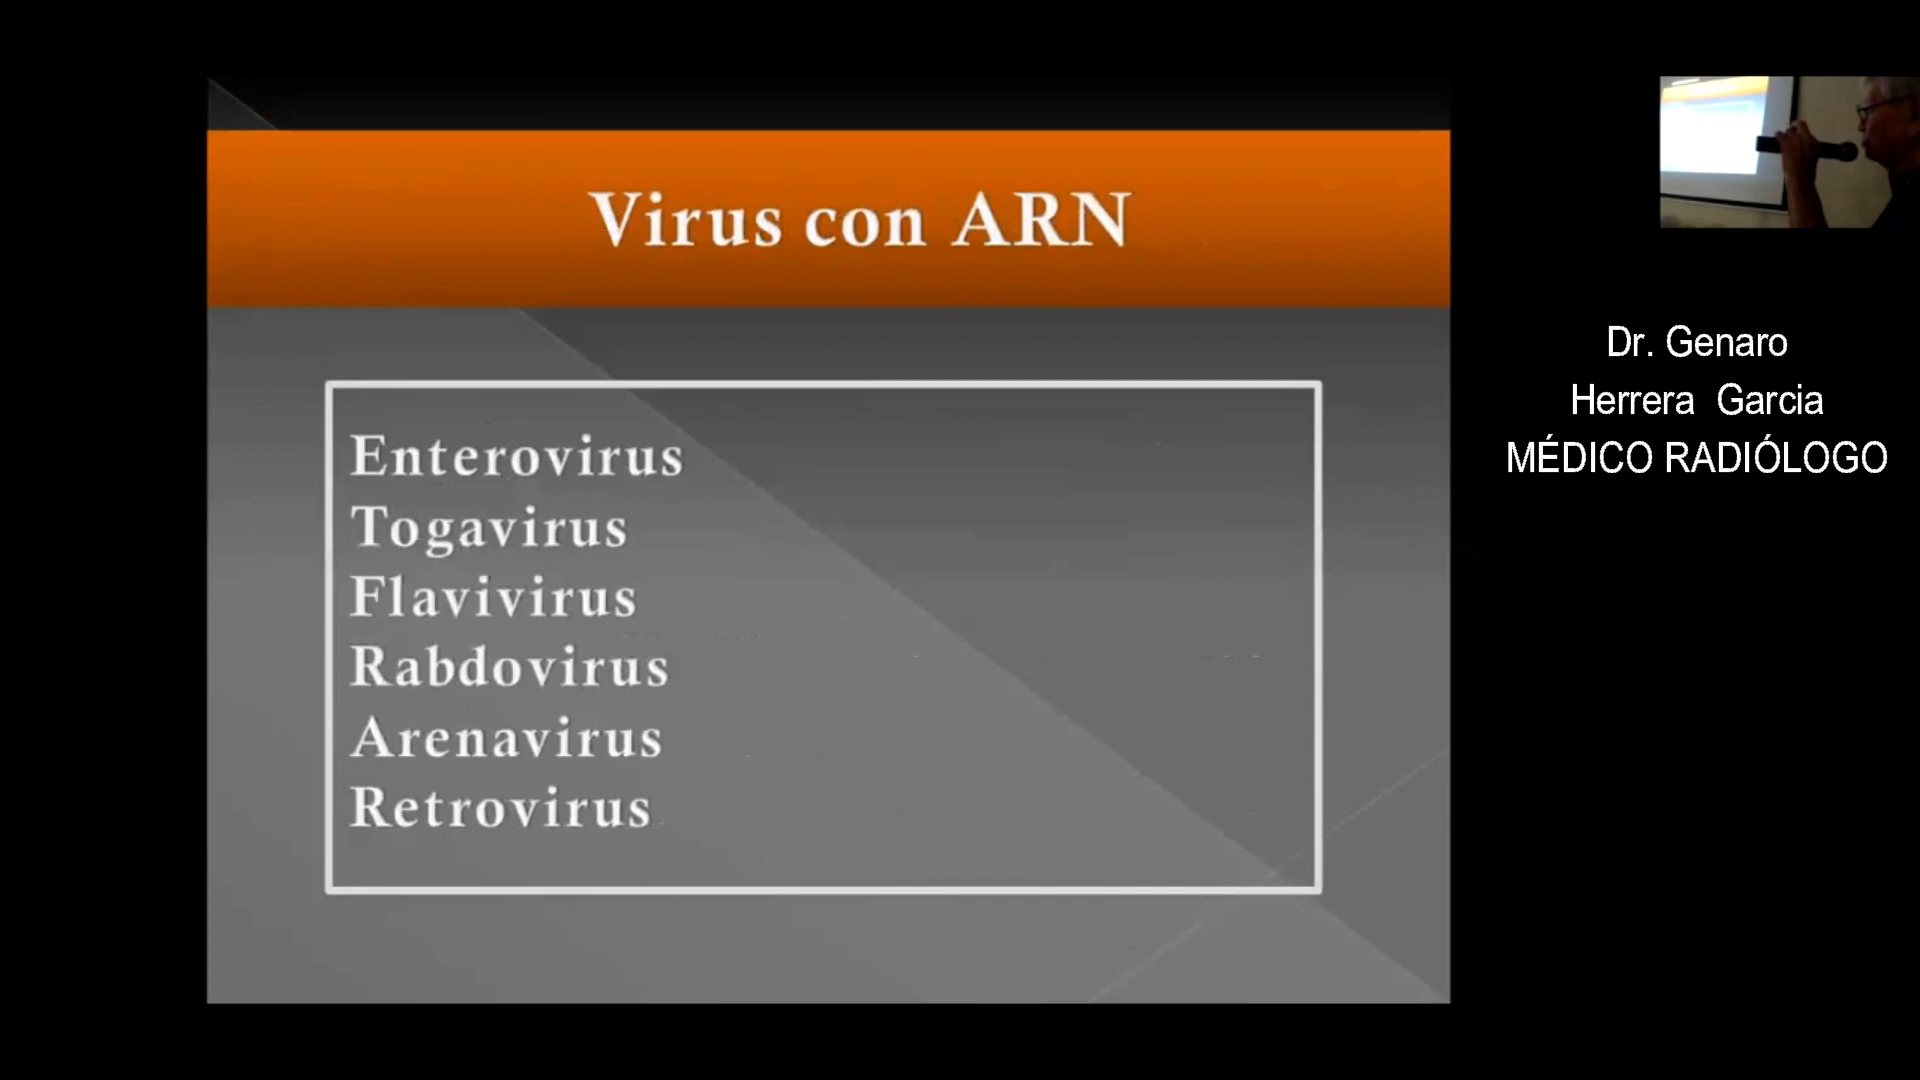 Virus con ARN
Enterovirus
Togavirus
Flavivirus
Rabdovirus
Arenavirus
Retrovirus
Dr. Genaro
Herrera Garcia
MÉDICO RADIÓLOGO